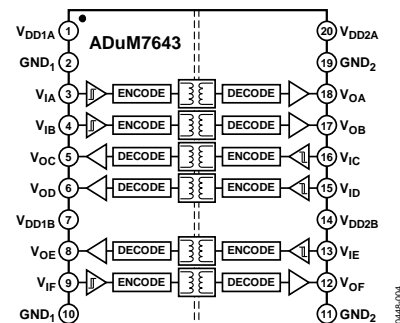 ADuM7643
VDD1A 1 20 VDD2A
GND1 2 19 GND2
VIA 3 ENCODE DECODE 18 VOA
VIB 4 ENCODE DECODE 17 VOB
VOC 5 DECODE ENCODE 16 VIC
VOD 6 DECODE ENCODE 15 VID
VDD1B 7 14 VDD2B
VOE 8 DECODE ENCODE 13 VIE
VIF 9 ENCODE DECODE 12 VOF
GND1 10 11 GND2